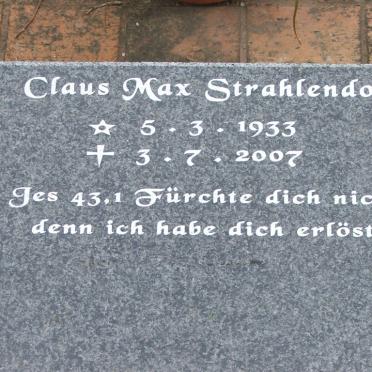 Claus Max Strahlendo
☆ 5 . 3 . 1933
✝ 3 . 7 . 2007
Jes 43,1 Fürchte dich nic
denn ich habe dich erlöst